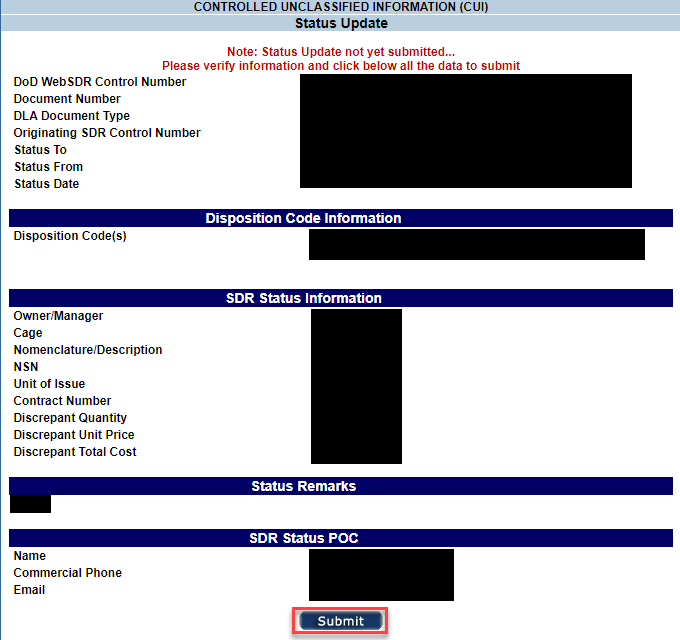 CONTROLLED UNCLASSIFIED INFORMATION (CUI)
Status Update
Note: Status Update not yet submitted...
Please verify information and click below all the data to submit
DoD WebSDR Control Number
Document Number
DLA Document Type
Originating SDR Control Number
Status To
Status From
Status Date
Disposition Code Information
Disposition Code(s)
SDR Status Information
Owner/Manager
Cage
Nomenclature/Description
NSN
Unit of Issue
Contract Number
Discrepant Quantity
Discrepant Unit Price
Discrepant Total Cost
Status Remarks
SDR Status POC
Name
Commercial Phone
Email
Submit